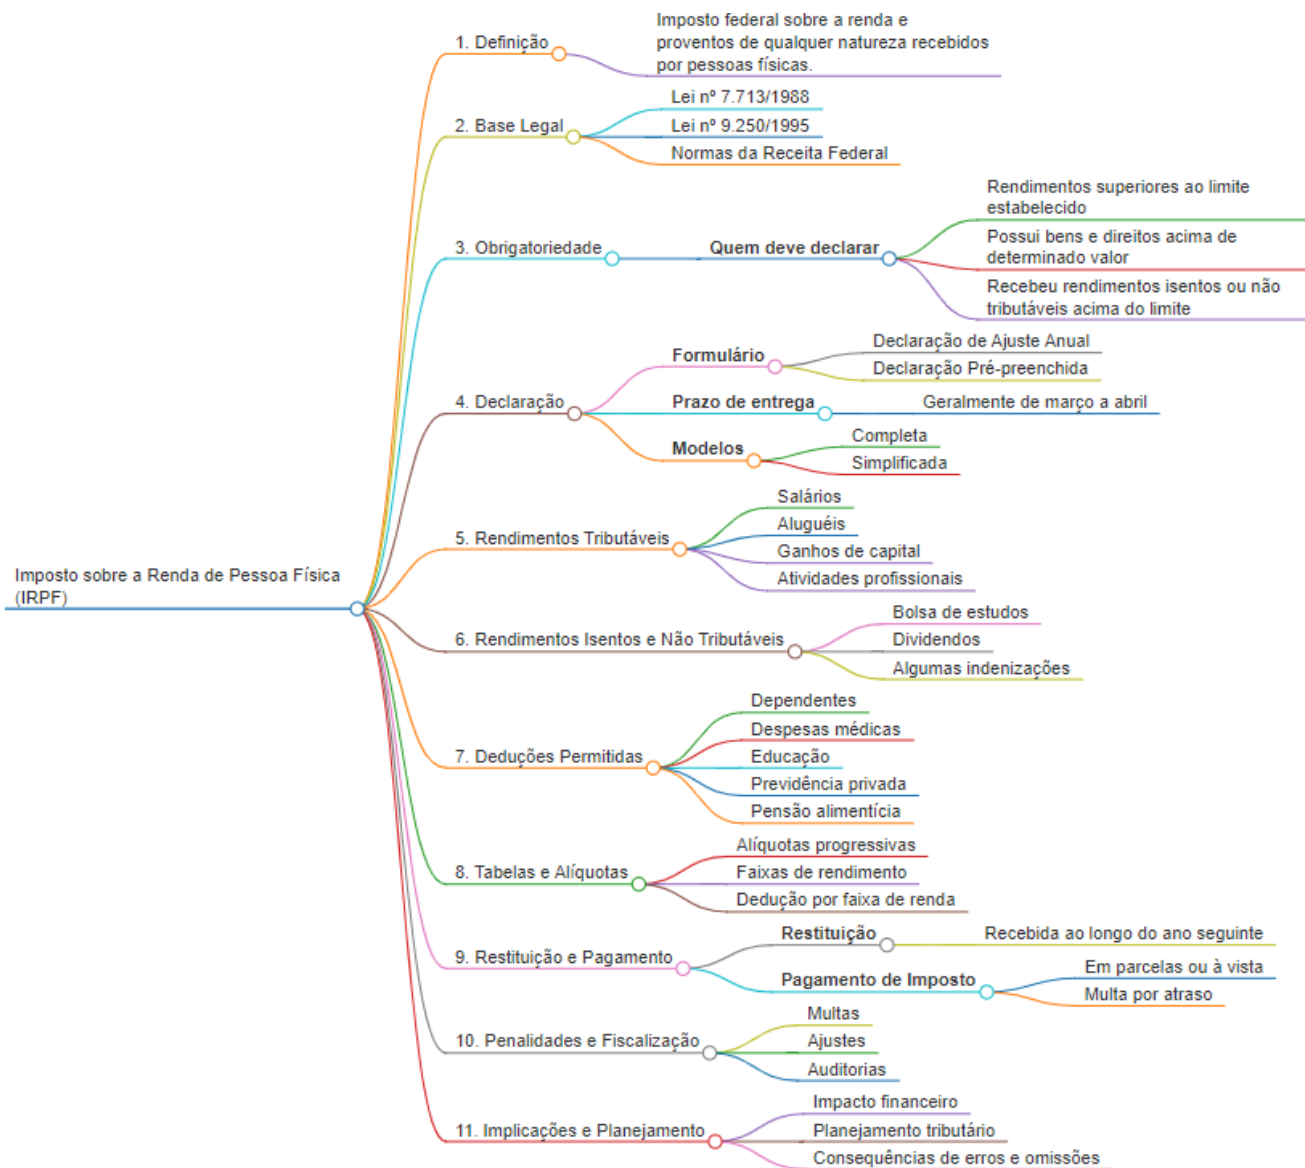 Imposto sobre a Renda de Pessoa Física
(IRPF)
1. Definição
Imposto federal sobre a renda e
proventos de qualquer natureza recebidos
por pessoas físicas.
2. Base Legal
Lei nº 7.713/1988
Lei nº 9.250/1995
Normas da Receita Federal
3. Obrigatoriedade
Quem deve declarar
Rendimentos superiores ao limite
estabelecido
Possui bens e direitos acima de
determinado valor
Recebeu rendimentos isentos ou não
tributáveis acima do limite
4. Declaração
Formulário
Declaração de Ajuste Anual
Declaração Pré-preenchida
Prazo de entrega
Geralmente de março a abril
Modelos
Completa
Simplificada
5. Rendimentos Tributáveis
Salários
Aluguéis
Ganhos de capital
Atividades profissionais
6. Rendimentos Isentos e Não Tributáveis
Bolsa de estudos
Dividendos
Algumas indenizações
7. Deduções Permitidas
Dependentes
Despesas médicas
Educação
Previdência privada
Pensão alimentícia
8. Tabelas e Alíquotas
Alíquotas progressivas
Faixas de rendimento
Dedução por faixa de renda
9. Restituição e Pagamento
Restituição
Recebida ao longo do ano seguinte
Pagamento de Imposto
Em parcelas ou à vista
Multa por atraso
10. Penalidades e Fiscalização
Multas
Ajustes
Auditorias
11. Implicações e Planejamento
Impacto financeiro
Planejamento tributário
Consequências de erros e omissões